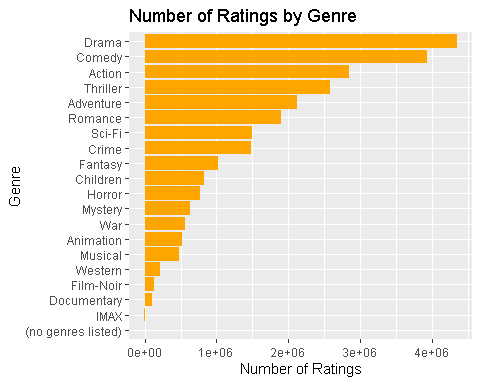 Number of Ratings by Genre
Genre
Drama
Comedy
Action
Thriller
Adventure
Romance
Sci-Fi
Crime
Fantasy
Children
Horror
Mystery
War
Animation
Musical
Western
Film-Noir
Documentary
IMAX
(no genres listed)
0e+00 1e+06 2e+06 3e+06 4e+06
Number of Ratings